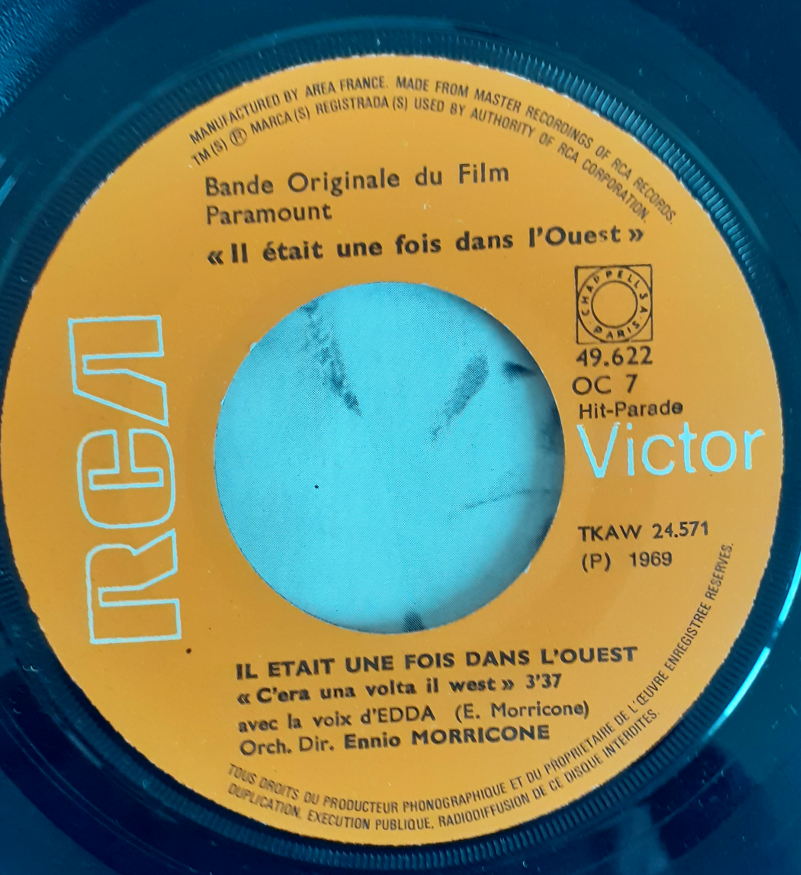 MANUFACTURED BY AREA FRANCE. MADE FROM MASTER RECORDINGS OF RCA RECORDS.
TM(S) ® MARCA(S) REGISTRADA(S) USED BY AUTHORITY OF RCA CORPORATION.
Bande Originale du Film
Paramount
«Il était une fois dans l'Ouest»
CHAPPELL S.A
PARIS
49.622
OC 7
Hit-Parade
RCA
Victor
TKAW 24.571
(P) 1969
IL ETAIT UNE FOIS DANS L'OUEST
«C'era una volta il west» 3'37
avec la voix d'EDDA (E. Morricone)
Orch. Dir. Ennio MORRICONE
TOUS DROITS DU PRODUCTEUR PHONOGRAPHIQUE ET DU PROPRIETAIRE DE L'ŒUVRE ENREGISTREE RESERVES.
DUPLICATION, EXECUTION PUBLIQUE, RADIODIFFUSION DE CE DISQUE INTERDITES.